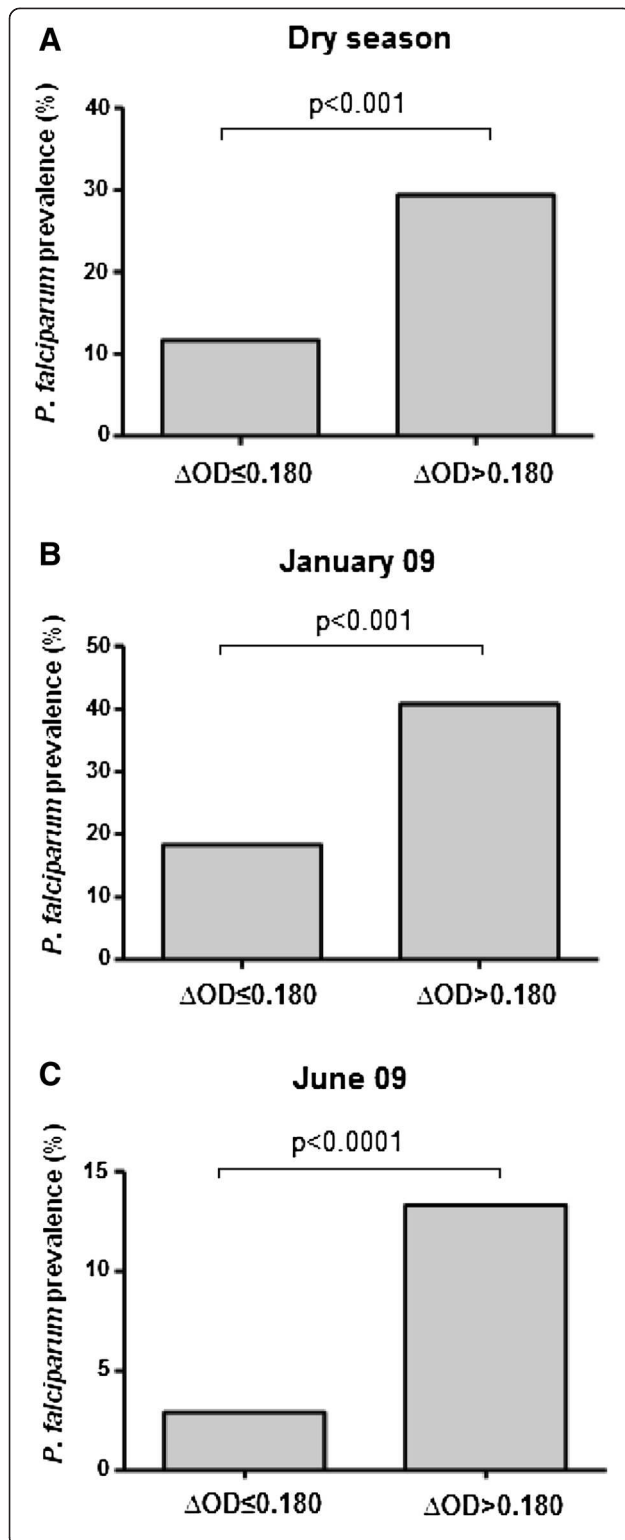 A
Dry season
p<0.001
P. falciparum prevalence (%)
40
30
20
10
0
ΔOD≤0.180
ΔOD>0.180
B
January 09
p<0.001
P. falciparum prevalence (%)
50
40
30
20
10
0
ΔOD≤0.180
ΔOD>0.180
C
June 09
p<0.0001
P. falciparum prevalence (%)
15
10
5
0
ΔOD≤0.180
ΔOD>0.180